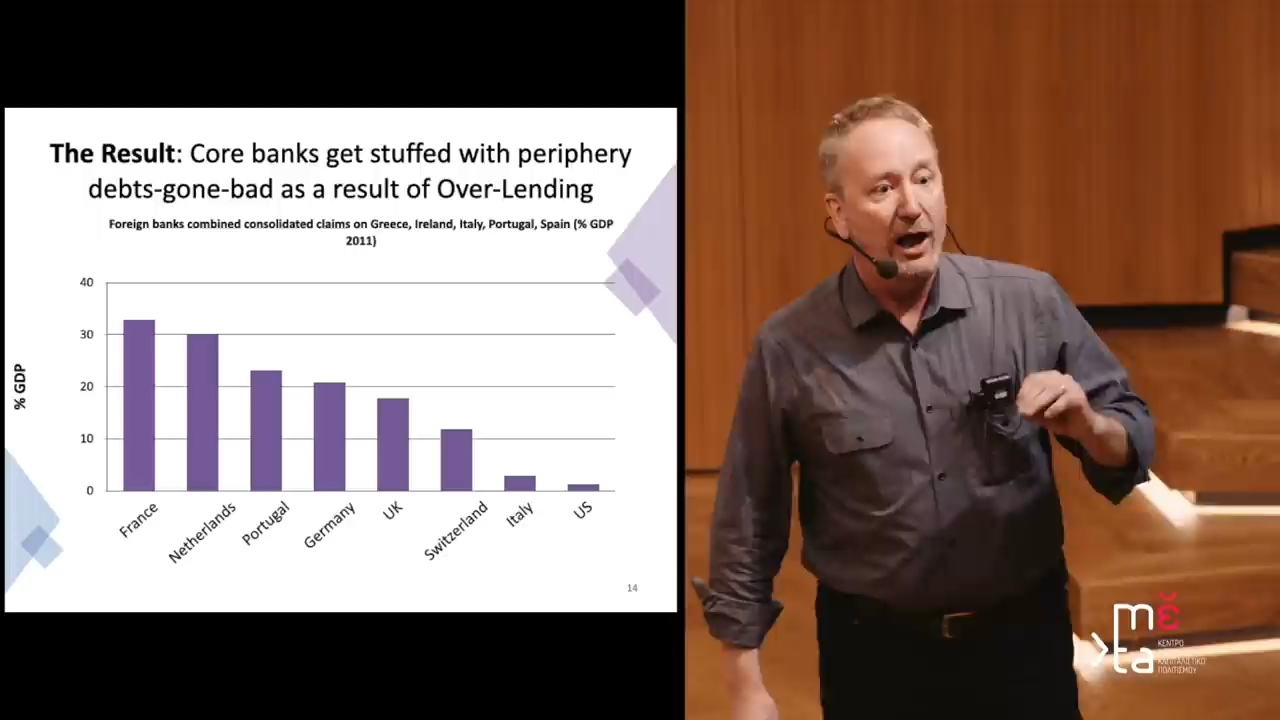 The Result: Core banks get stuffed with periphery
debts-gone-bad as a result of Over-Lending
Foreign banks combined consolidated claims on Greece, Ireland, Italy, Portugal, Spain (% GDP
2011)
% GDP
40
30
20
10
0
France
Netherlands
Portugal
Germany
UK
Switzerland
Italy
US
14
mέta
ΚΕΝΤΡΟ
ΠΟΛΙΤΙΣΜΟΥ